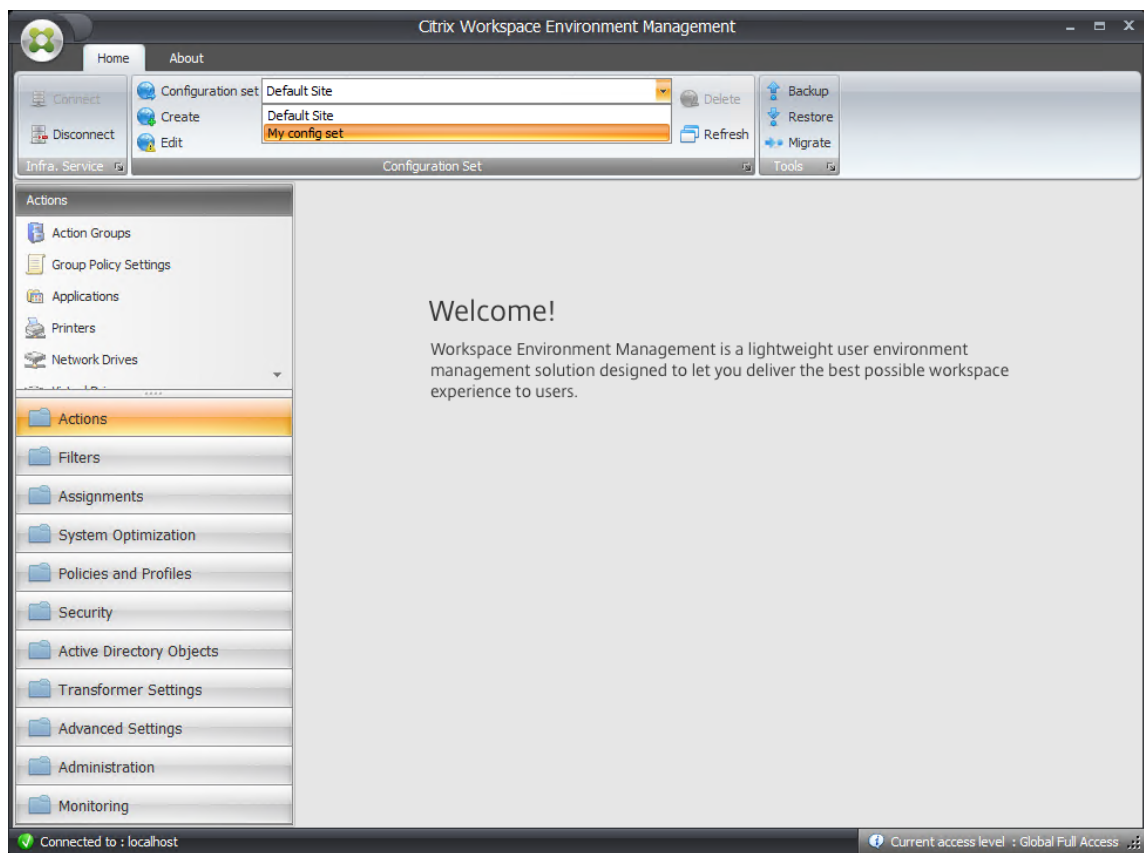 Citrix Workspace Environment Management
Home
About
Connect
Disconnect
Infra. Service
Configuration set
Default Site
Create
Default Site
Edit
My config set
Delete
Refresh
Configuration Set
Backup
Restore
Migrate
Tools
Actions
Action Groups
Group Policy Settings
Applications
Printers
Network Drives
Actions
Filters
Assignments
System Optimization
Policies and Profiles
Security
Active Directory Objects
Transformer Settings
Advanced Settings
Administration
Monitoring
Welcome!
Workspace Environment Management is a lightweight user environment
management solution designed to let you deliver the best possible workspace
experience to users.
Connected to : localhost
Current access level : Global Full Access